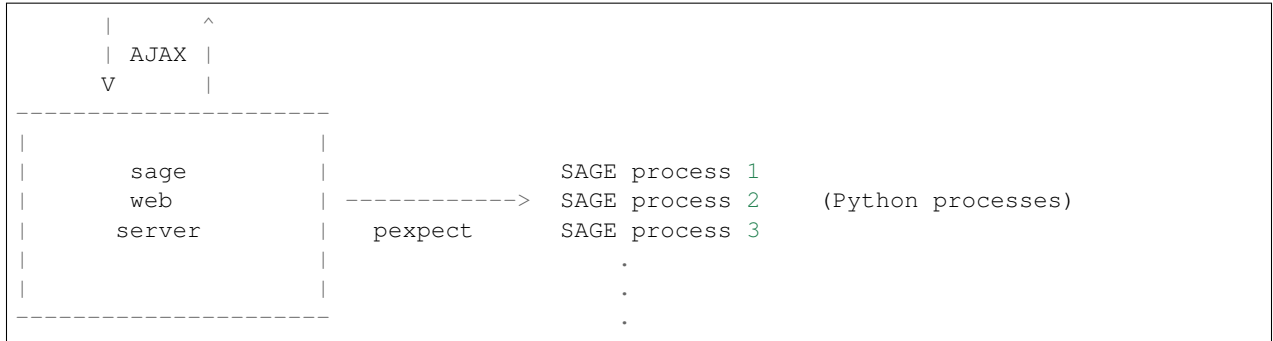 |        ^
      | AJAX |
      V      |
----------------------
|                    |
|       sage         |                SAGE process 1
|       web          | ------------>  SAGE process 2    (Python processes)
|      server        |   pexpect      SAGE process 3
|                    |                    .
|                    |                    .
----------------------                    .